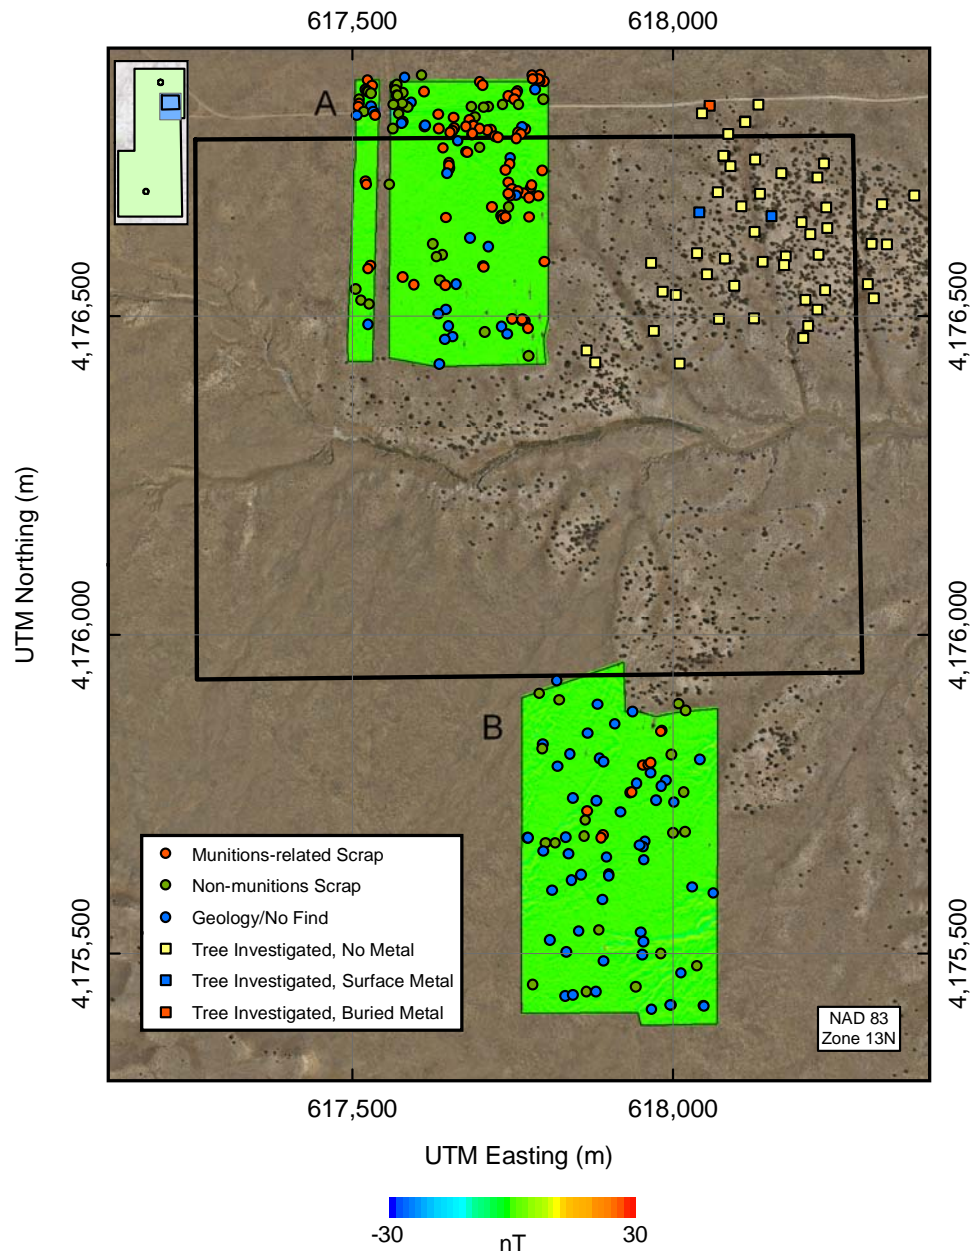 617,500
618,000
A
4,176,500
4,176,500
UTM Northing (m)
4,176,000
4,176,000
B
Munitions-related Scrap
Non-munitions Scrap
Geology/No Find
Tree Investigated, No Metal
Tree Investigated, Surface Metal
Tree Investigated, Buried Metal
4,175,500
4,175,500
NAD 83
Zone 13N
617,500
618,000
UTM Easting (m)
-30
30
nT